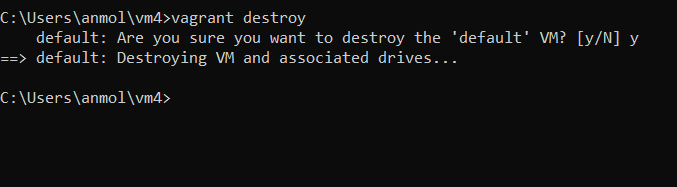 C:\Users\anmol\vm4>vagrant destroy
    default: Are you sure you want to destroy the 'default' VM? [y/N] y
==> default: Destroying VM and associated drives...
C:\Users\anmol\vm4>